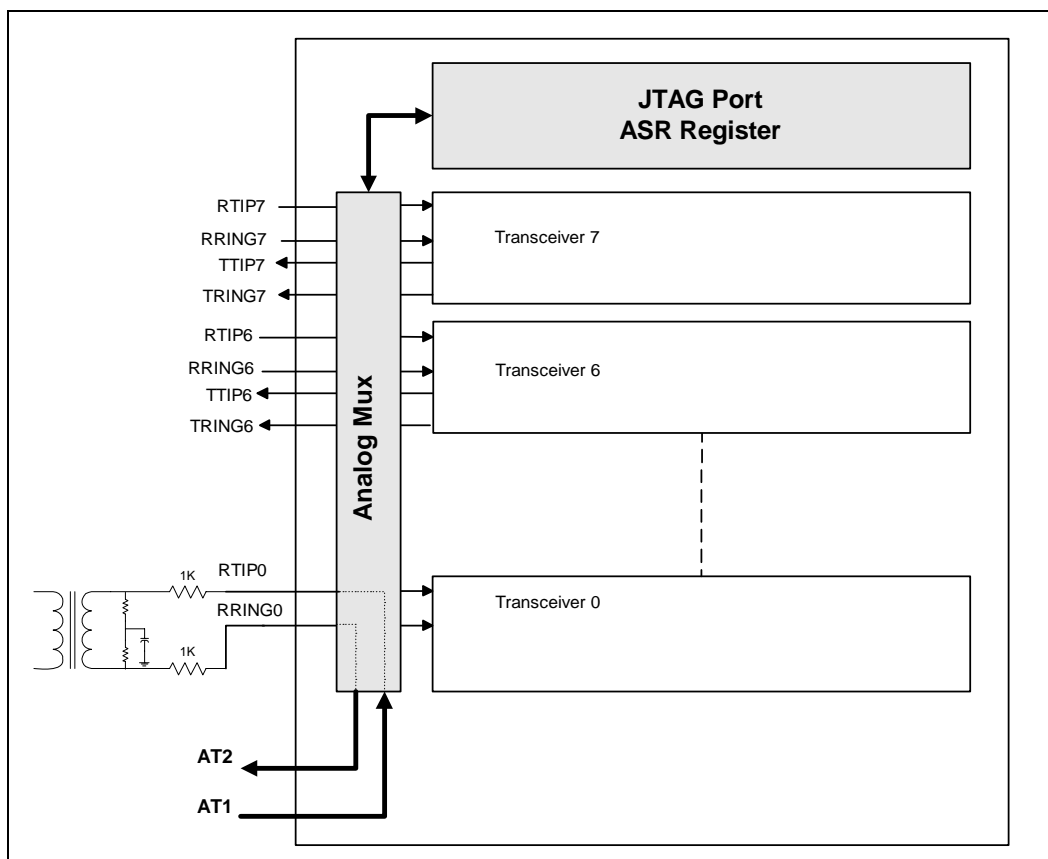 JTAG Port
ASR Register
RTIP7
RRING7
TTIP7
TRING7
Transceiver 7
RTIP6
RRING6
TTIP6
TRING6
Transceiver 6
Analog Mux
RTIP0
1K
RRING0
1K
Transceiver 0
AT2
AT1